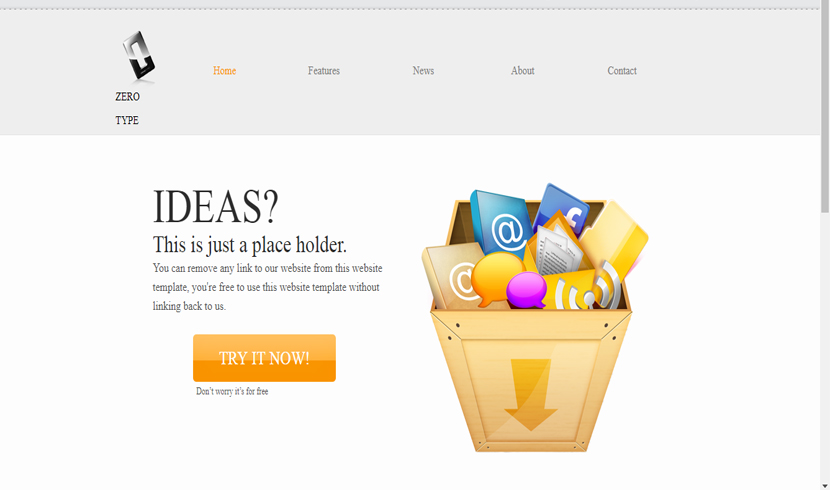 ZERO
TYPE
Home
Features
News
About
Contact
IDEAS?
This is just a place holder.
You can remove any link to our website from this website
template, you're free to use this website template without
linking back to us.
TRY IT NOW!
Don't worry it's for free
@
@
f